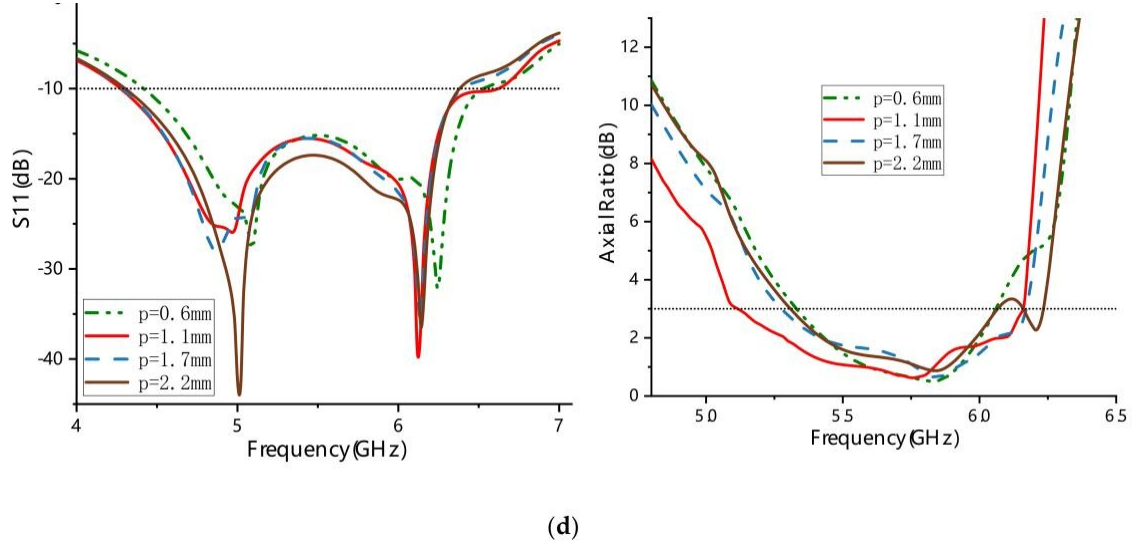 -10
-20
-30
-40
S11 (dB)
p=0.6mm
p=1.1mm
p=1.7mm
p=2.2mm
4
5
6
7
Frequency(GHz)
12
10
8
6
4
2
0
Axial Ratio (dB)
p=0.6mm
p=1.1mm
p=1.7mm
p=2.2mm
5.0
5.5
6.0
6.5
Frequency(GHz)
(d)